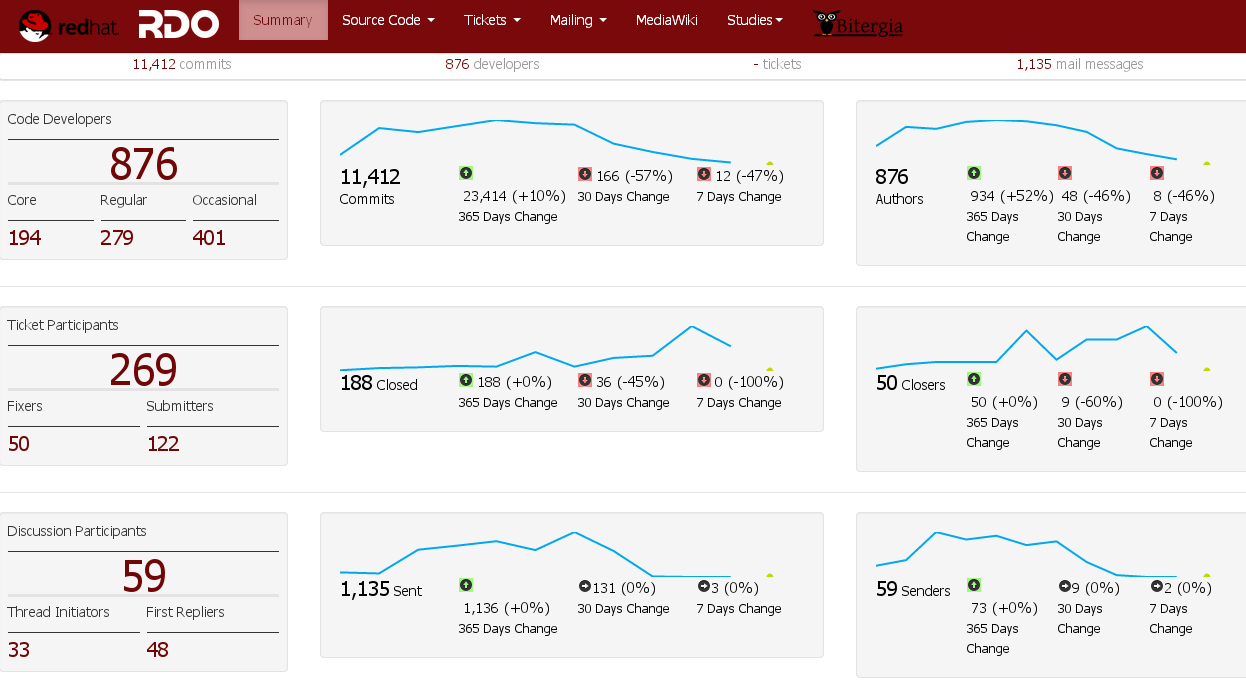 redhat. RDO Summary Source Code Tickets Mailing MediaWiki Studies Bitergia
11,412 commits 876 developers - tickets 1,135 mail messages
Code Developers
876
Core Regular Occasional
194 279 401
11,412
Commits
23,414 (+10%)
365 Days Change
166 (-57%)
30 Days Change
12 (-47%)
7 Days Change
876
Authors
934 (+52%)
365 Days
Change
48 (-46%)
30 Days
Change
8 (-46%)
7 Days
Change
Ticket Participants
269
Fixers Submitters
50 122
188 Closed
188 (+0%)
365 Days Change
36 (-45%)
30 Days Change
0 (-100%)
7 Days Change
50 Closers
50 (+0%)
365 Days
Change
9 (-60%)
30 Days
Change
0 (-100%)
7 Days
Change
Discussion Participants
59
Thread Initiators First Repliers
33 48
1,135 Sent
1,136 (+0%)
365 Days Change
131 (0%)
30 Days Change
3 (0%)
7 Days Change
59 Senders
73 (+0%)
365 Days
Change
9 (0%)
30 Days
Change
2 (0%)
7 Days
Change